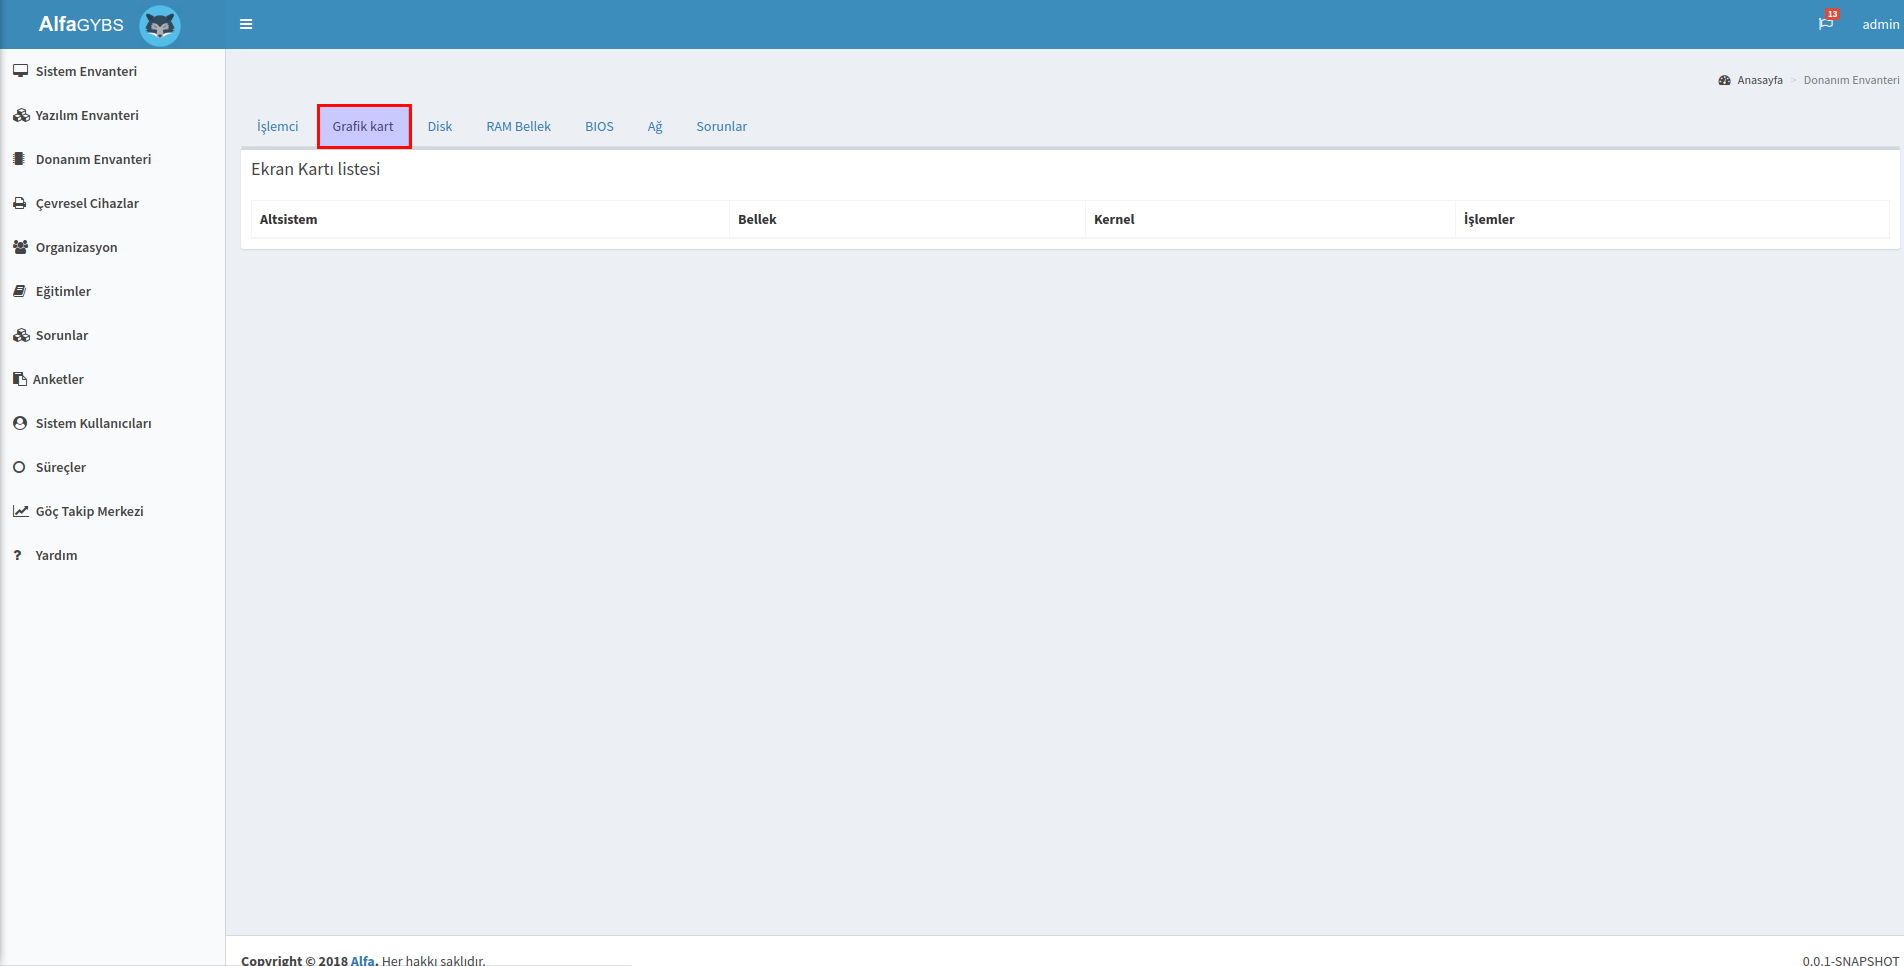 AlfaGYBS
13
admin
Sistem Envanteri
Yazılım Envanteri
Donanım Envanteri
Çevresel Cihazlar
Organizasyon
Eğitimler
Sorunlar
Anketler
Sistem Kullanıcıları
Süreçler
Göç Takip Merkezi
? Yardım
Anasayfa > Donanım Envanteri
İşlemci Grafik kart Disk RAM Bellek BIOS Ağ Sorunlar
Ekran Kartı listesi
Altsistem Bellek Kernel İşlemler
Copyright © 2018 Alfa. Her hakkı saklıdır.
0.0.1-SNAPSHOT